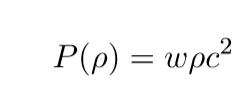 P(ρ) = wρc²